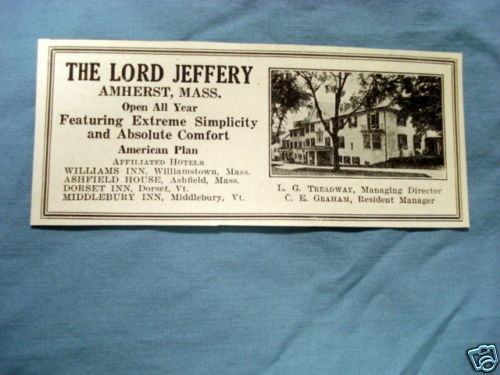 THE LORD JEFFERY
AMHERST, MASS.
Open All Year
Featuring Extreme Simplicity
and Absolute Comfort
American Plan
AFFILIATED HOTELS
WILLIAMS INN, Williamstown, Mass.
ASHFIELD HOUSE, Ashfield, Mass.
DORSET INN, Dorset, Vt.
MIDDLEBURY INN, Middlebury, Vt.
L. G. TREADWAY, Managing Director
C. E. GRAHAM, Resident Manager